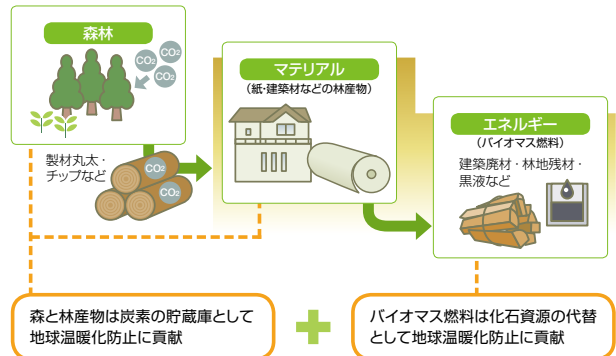 森林
CO2
CO2
CO2
CO2
製材丸太・
チップなど
CO2
CO2
マテリアル
(紙・建築材などの林産物)
エネルギー
(バイオマス燃料)
建築廃材・林地残材・
黒液など
森と林産物は炭素の貯蔵庫として
地球温暖化防止に貢献
バイオマス燃料は化石資源の代替
として地球温暖化防止に貢献